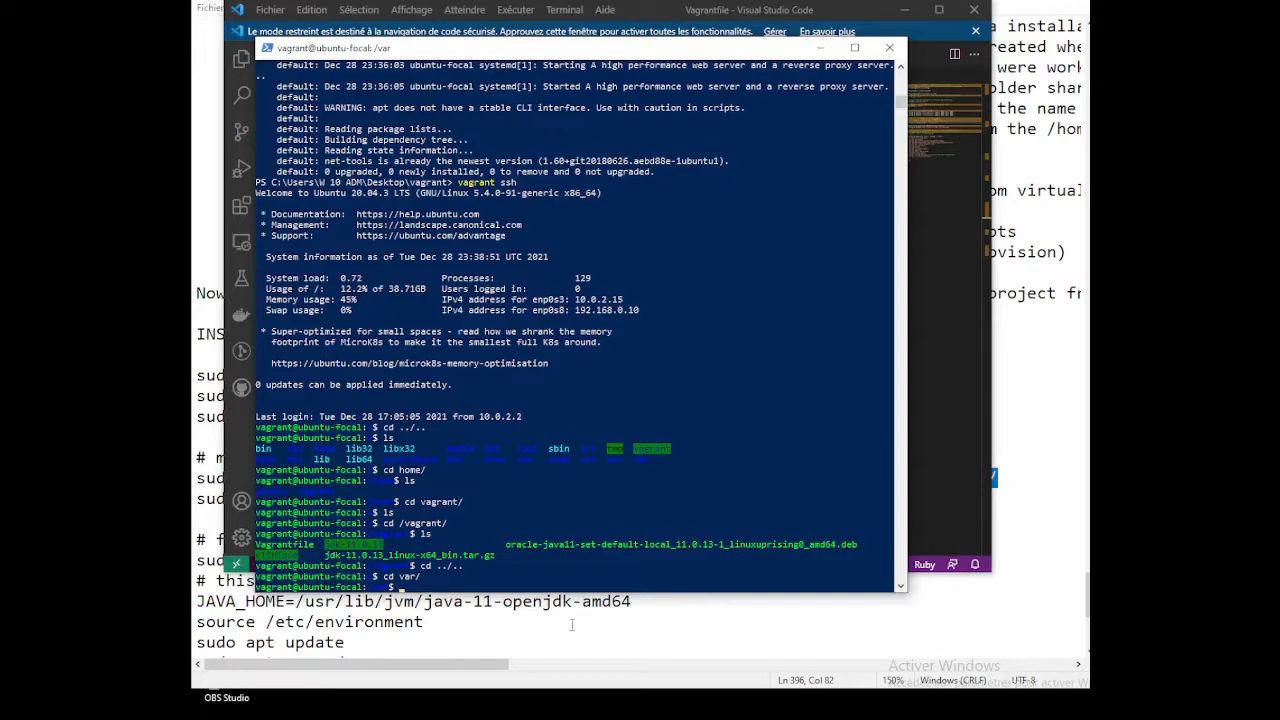 Fichier
Fichier Edition Sélection Affichage Atteindre Exécuter Terminal Aide Vagrantfile - Visual Studio Code
Le mode restreint est destiné à la navigation de code sécurisé. Approuvez cette fenêtre pour activer toutes les fonctionnalités. Gérer En savoir plus
vagrant@ubuntu-focal: /var
default: Dec 28 23:36:03 ubuntu-focal systemd[1]: Starting A high performance web server and a reverse proxy server.
..
default: Dec 28 23:36:05 ubuntu-focal systemd[1]: Started A high performance web server and a reverse proxy server.
default:
default: WARNING: apt does not have a stable CLI interface. Use with caution in scripts.
default:
default: Reading package lists...
default: Building dependency tree...
default: Reading state information...
default: net-tools is already the newest version (1.60+git20180626.aebd88e-1ubuntu1).
default: 0 upgraded, 0 newly installed, 0 to remove and 0 not upgraded.
PS C:\Users\W 10 ADM\Desktop\vagrant> vagrant ssh
Welcome to Ubuntu 20.04.3 LTS (GNU/Linux 5.4.0-91-generic x86_64)
* Documentation: https://help.ubuntu.com
* Management: https://landscape.canonical.com
* Support: https://ubuntu.com/advantage
System information as of Tue Dec 28 23:38:51 UTC 2021
System load: 0.72 Processes: 129
Usage of /: 12.2% of 38.71GB Users logged in: 0
Memory usage: 45% IPv4 address for enp0s3: 10.0.2.15
Swap usage: 0% IPv4 address for enp0s8: 192.168.0.10
* Super-optimized for small spaces - read how we shrank the memory
footprint of MicroK8s to make it the smallest full K8s around.
https://ubuntu.com/blog/microk8s-memory-optimisation
0 updates can be applied immediately.
Last login: Tue Dec 28 17:05:05 2021 from 10.0.2.2
vagrant@ubuntu-focal: $ cd ../..
vagrant@ubuntu-focal: $ ls
bin lib32 libx32 sbin tmp vagrant
lib lib64
vagrant@ubuntu-focal: $ cd home/
vagrant@ubuntu-focal: $ ls
vagrant@ubuntu-focal: $ cd vagrant/
vagrant@ubuntu-focal: $ ls
vagrant@ubuntu-focal: $ cd /vagrant/
vagrant@ubuntu-focal: $ ls
Vagrantfile jdk-11.0.13 oracle-java11-set-default-local_11.0.13-1_linuxuprising0_amd64.deb
clinique jdk-11.0.13_linux-x64_bin.tar.gz
vagrant@ubuntu-focal: $ cd ../..
vagrant@ubuntu-focal: $ cd var/
vagrant@ubuntu-focal: $
a installa
reated whe
were work
older shar
the name
m the /hom
om virtual
pts
ovision)
Now
project fr
INS
sud
sud
sud
# m
sud
sud
# f
sud
Ruby
# this
JAVA_HOME=/usr/lib/jvm/java-11-openjdk-amd64
source /etc/environment
sudo apt update
Activer Windows
Ln 396, Col 82 150% Windows (CRLF) UTF-8
OBS Studio